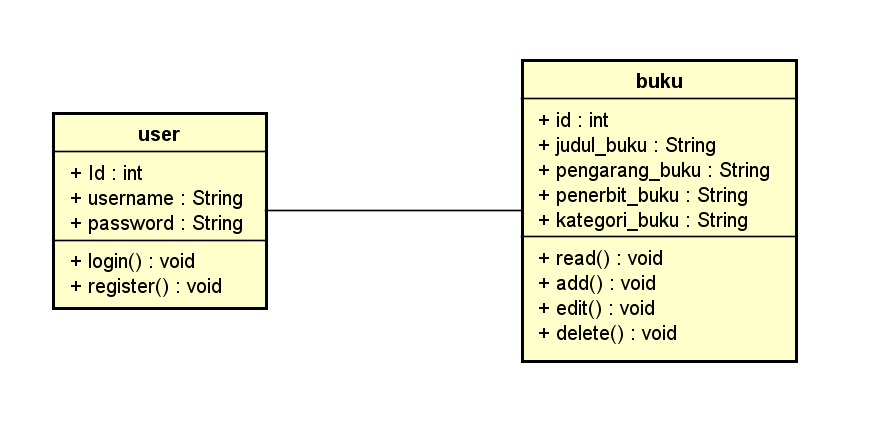 user
+ Id : int
+ username : String
+ password : String
+ login() : void
+ register() : void
buku
+ id : int
+ judul_buku : String
+ pengarang_buku : String
+ penerbit_buku : String
+ kategori_buku : String
+ read() : void
+ add() : void
+ edit() : void
+ delete() : void